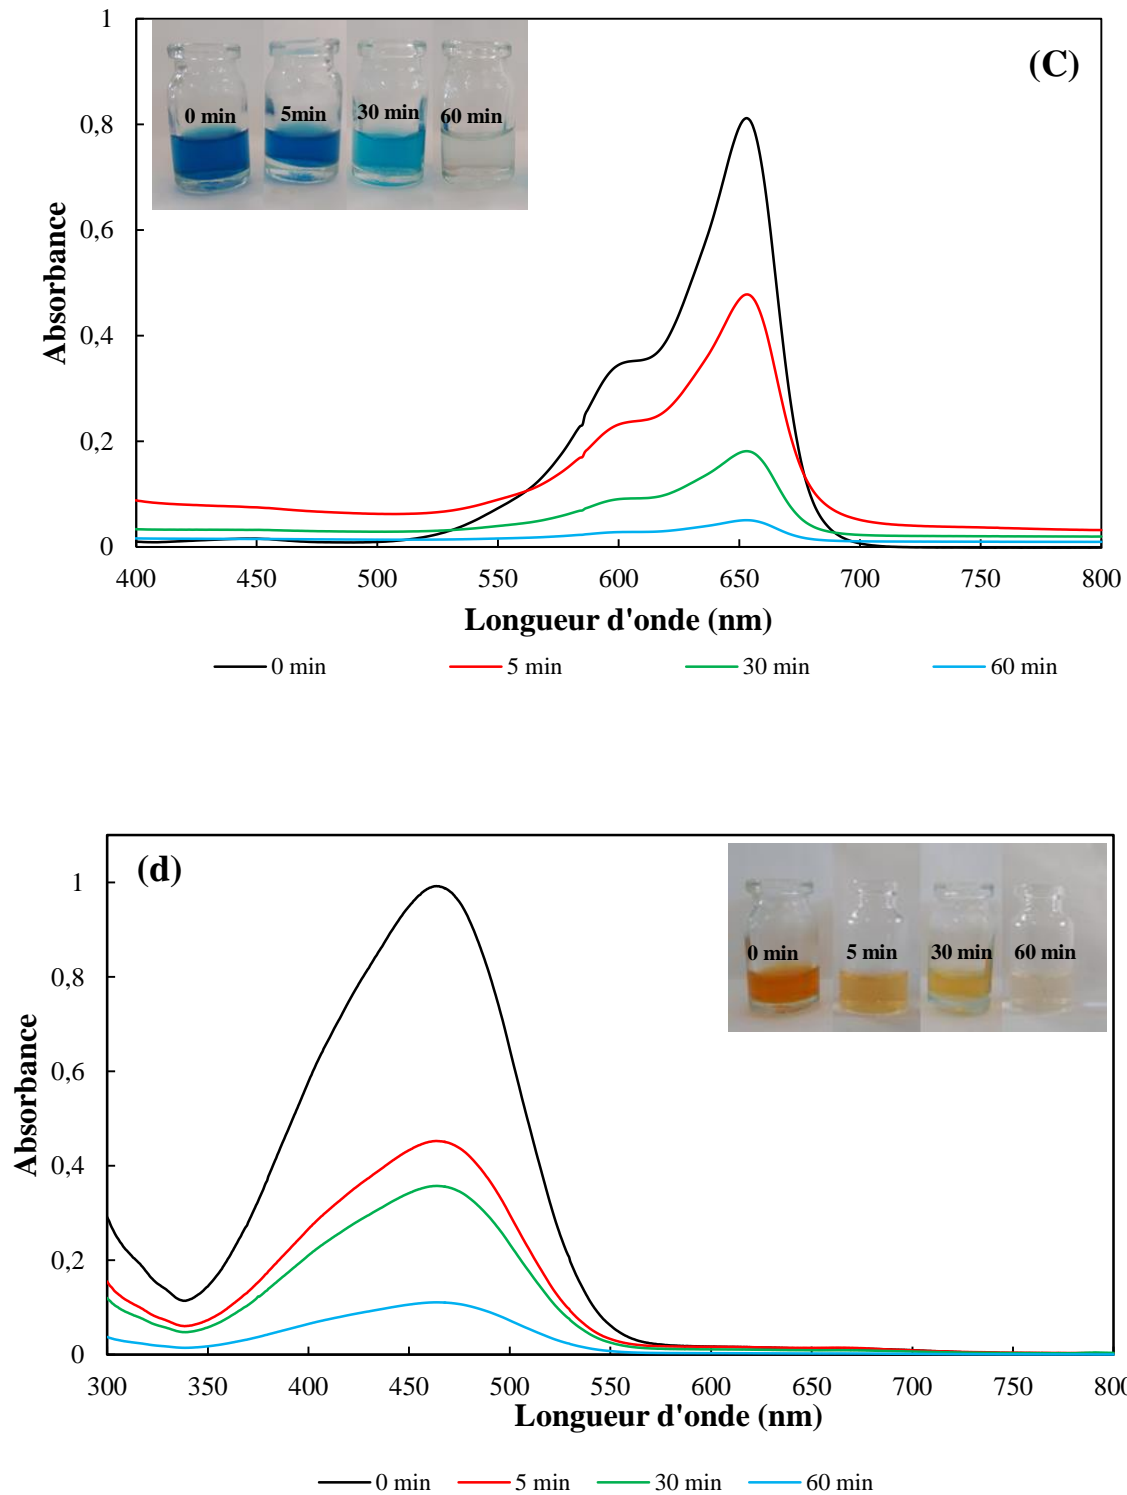 1
(C)
0 min 5min 30 min 60 min
0,8
0,6
Absorbance
0,4
0,2
0
400 450 500 550 600 650 700 750 800
Longueur d'onde (nm)
0 min 5 min 30 min 60 min
(d)
1
0 min 5 min 30 min 60 min
0,8
0,6
Absorbance
0,4
0,2
0
300 350 400 450 500 550 600 650 700 750 800
Longueur d'onde (nm)
0 min 5 min 30 min 60 min